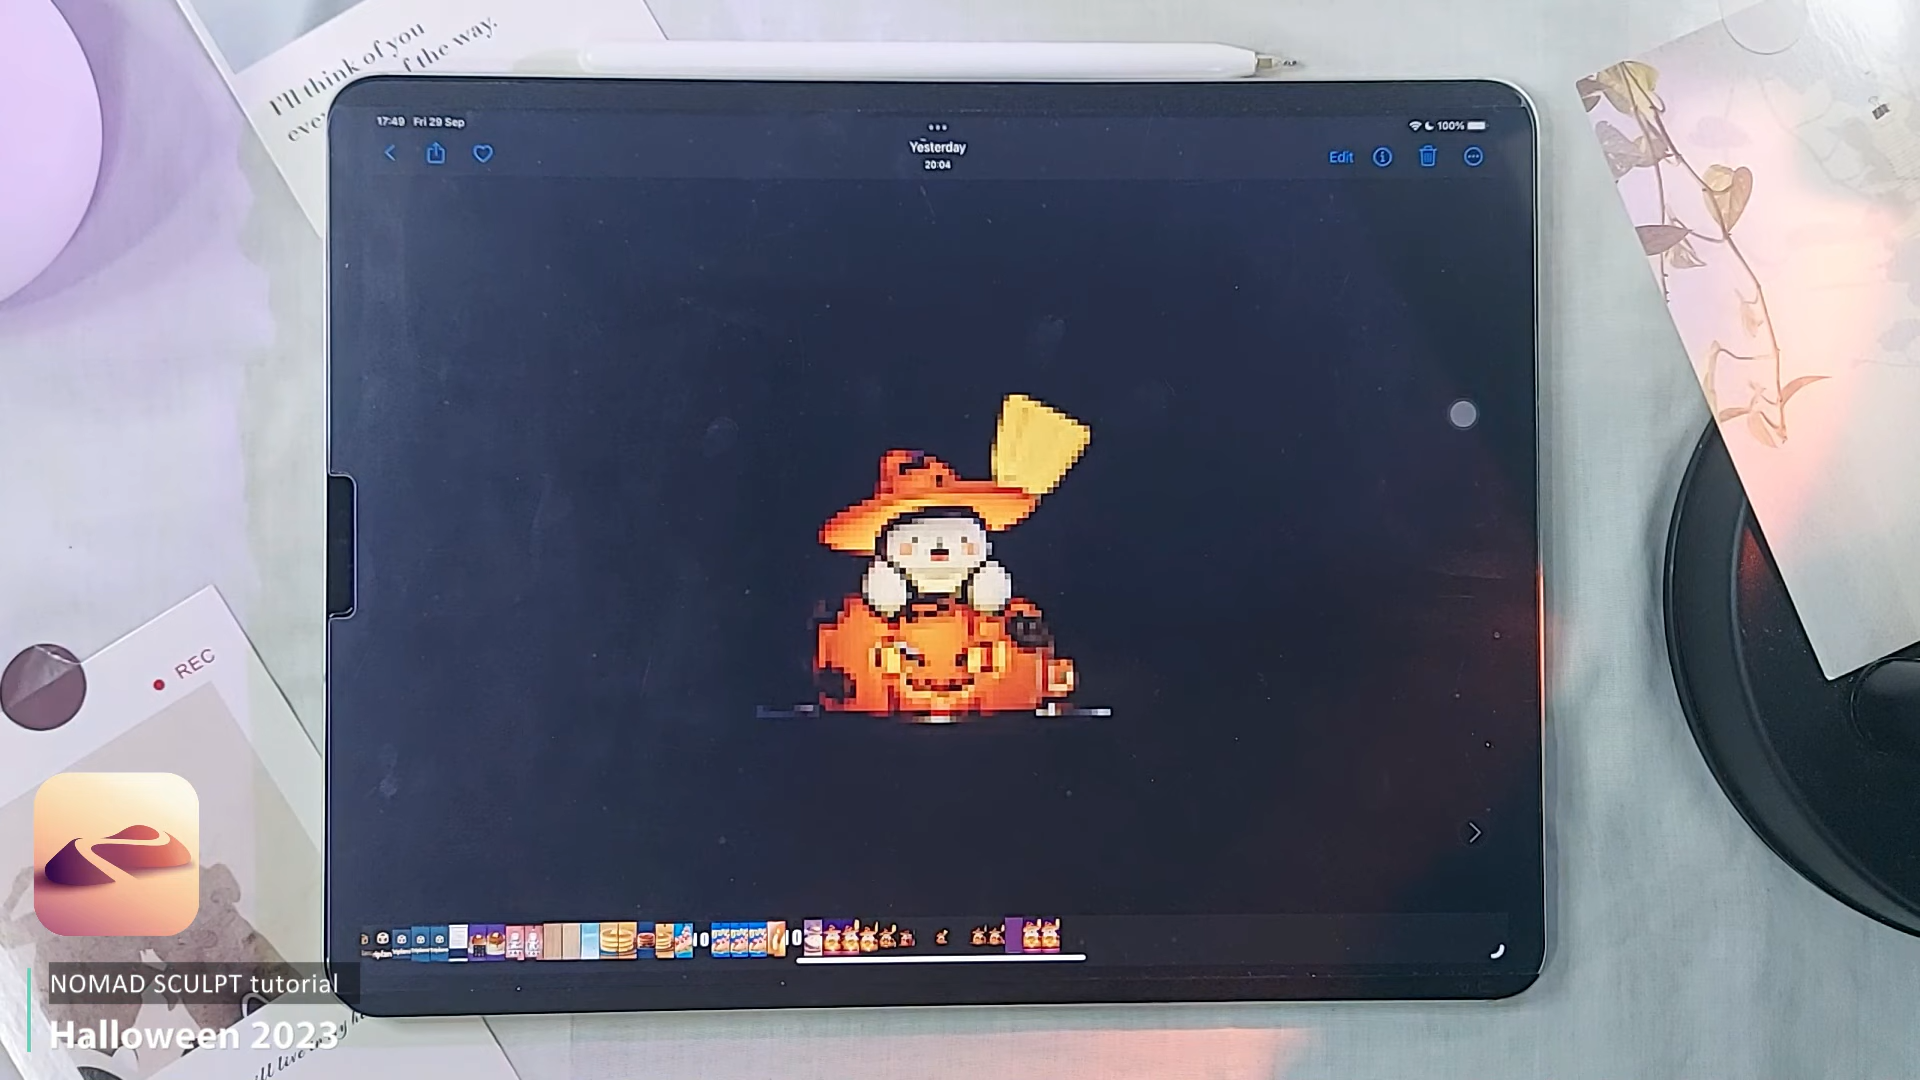 I'll think of you
f the way.
17:49 Fri 29 Sep
100%
Yesterday
20:04
Edit
REC
NOMAD SCULPT tutorial
Halloween 2023